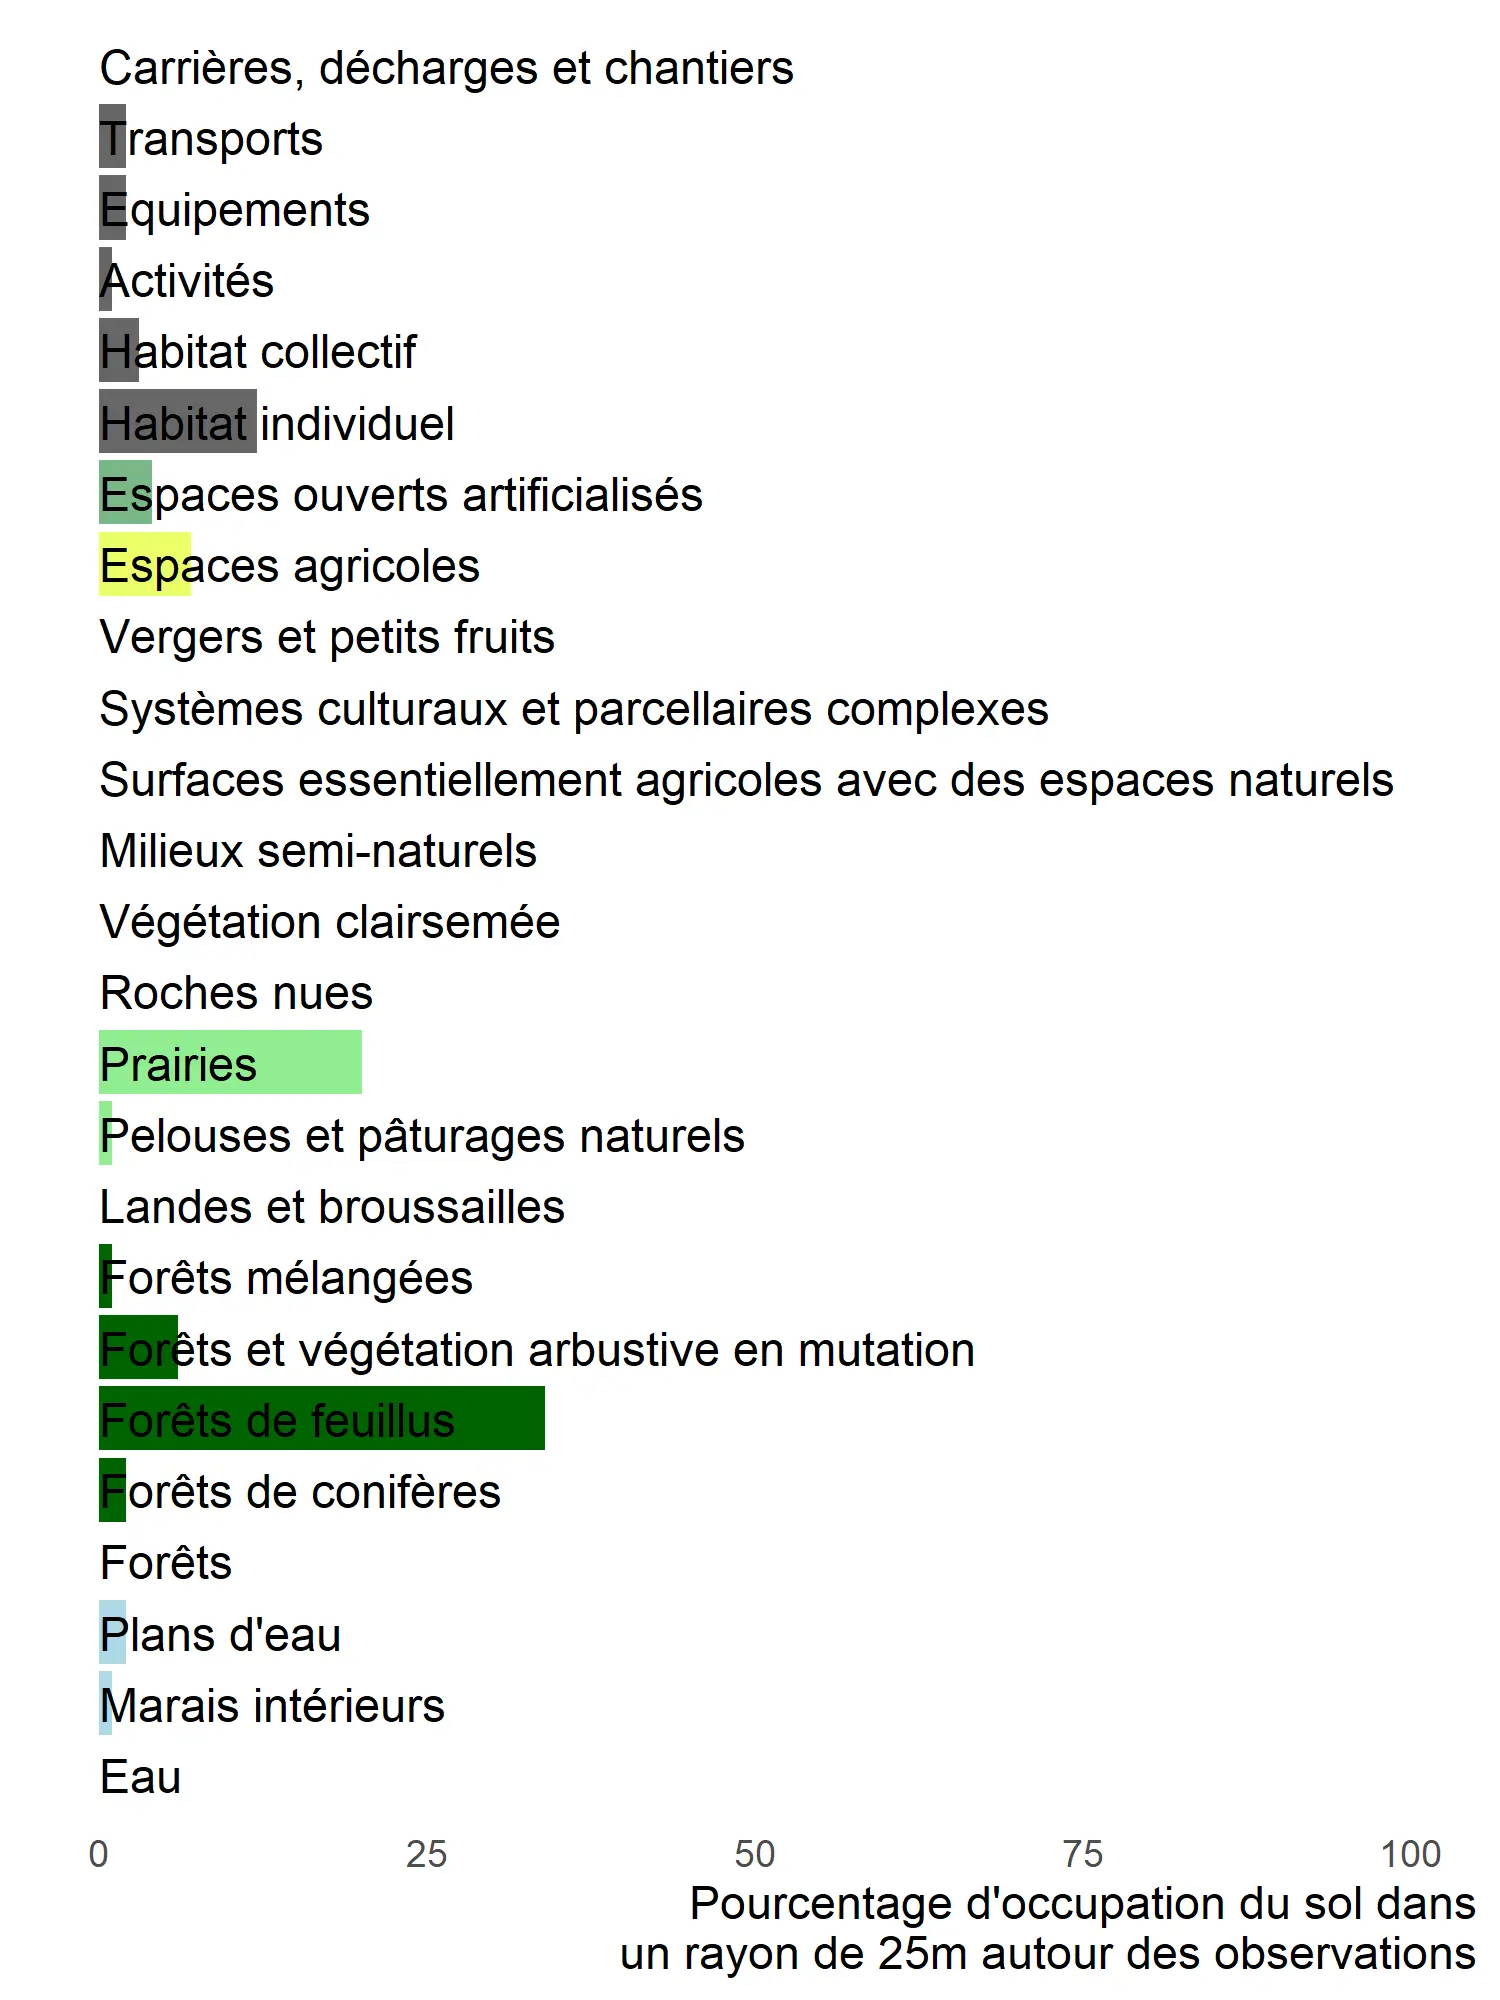 Carrières, décharges et chantiers
Transports
Equipements
Activités
Habitat collectif
Habitat individuel
Espaces ouverts artificialisés
Espaces agricoles
Vergers et petits fruits
Systèmes culturaux et parcellaires complexes
Surfaces essentiellement agricoles avec des espaces naturels
Milieux semi-naturels
Végétation clairsemée
Roches nues
Prairies
Pelouses et pâturages naturels
Landes et broussailles
Forêts mélangées
Forêts et végétation arbustive en mutation
Forêts de feuillus
Forêts de conifères
Forêts
Plans d'eau
Marais intérieurs
Eau
0 25 50 75 100
Pourcentage d'occupation du sol dans
un rayon de 25m autour des observations